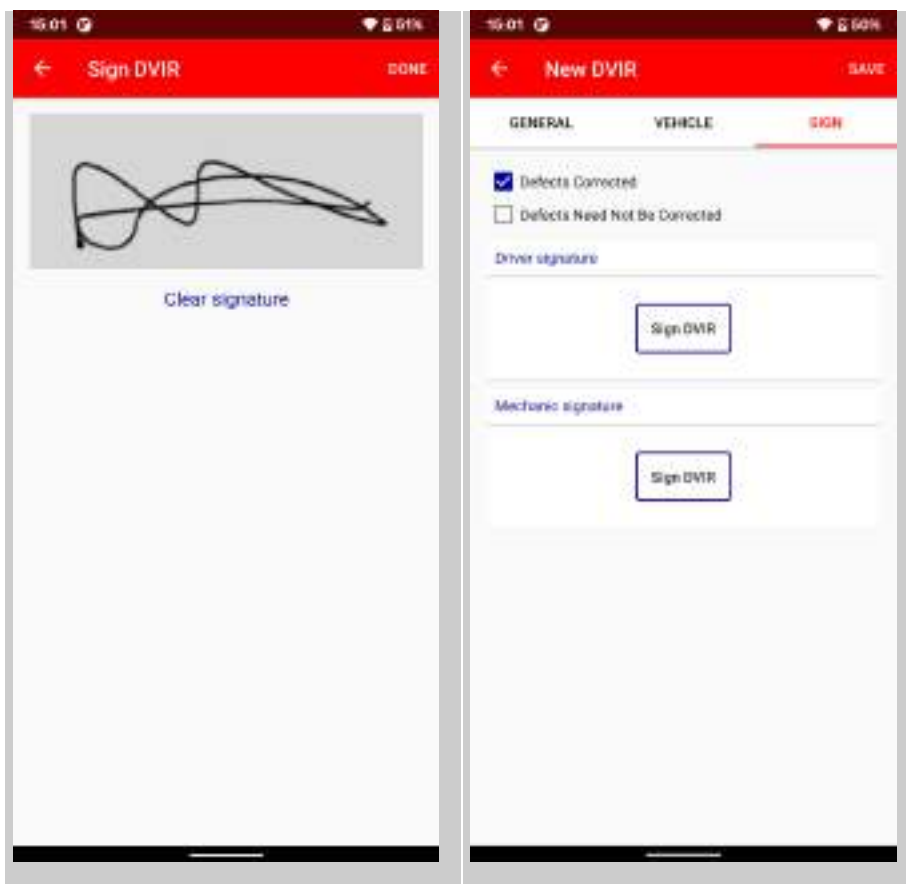 15:01 51%
Sign DVIR DONE
Clear signature
15:01 50%
New DVIR SAVE
GENERAL VEHICLE SIGN
Defects Corrected
Defects Need Not Be Corrected
Driver signature
Sign DVIR
Mechanic signature
Sign DVIR